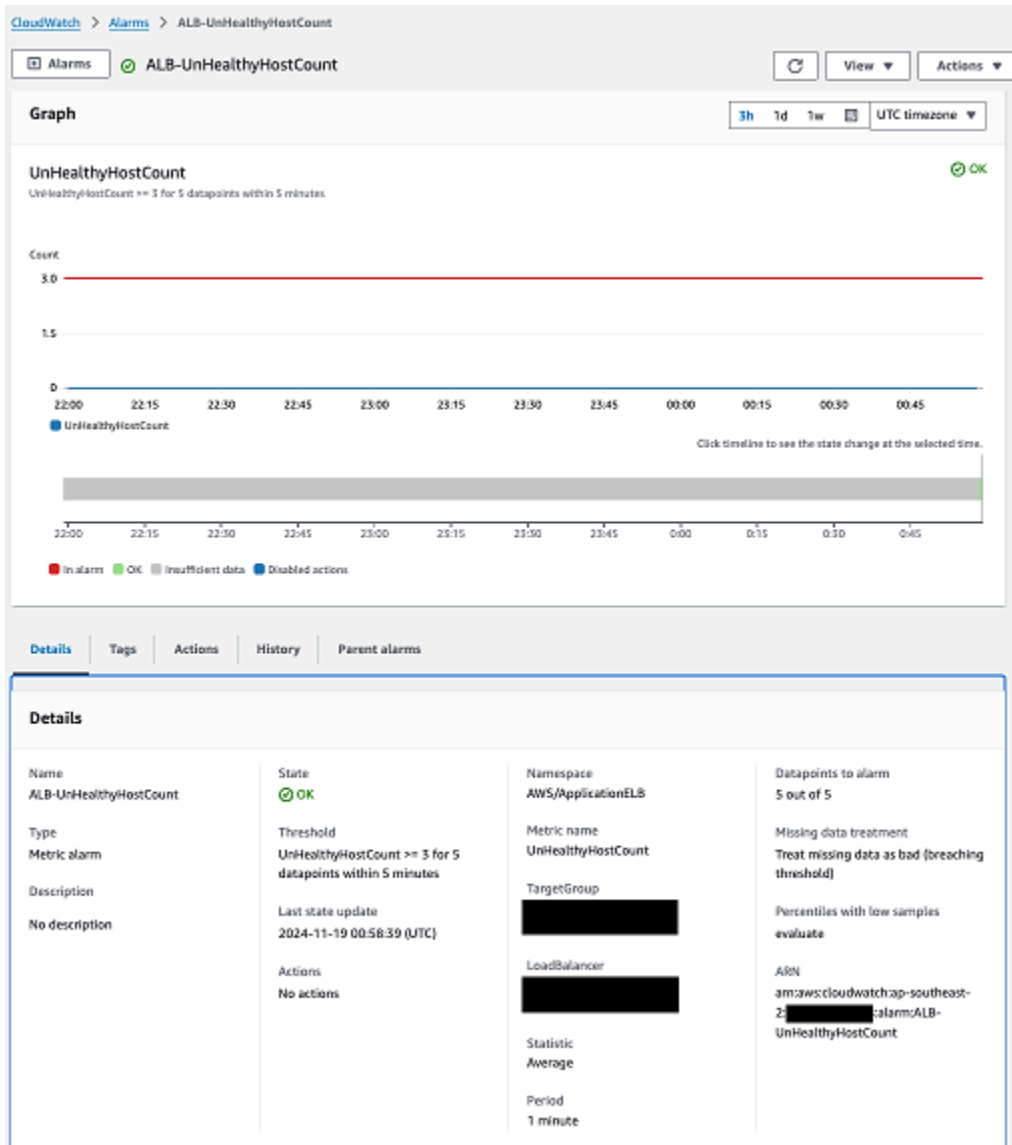 CloudWatch > Alarms > ALB-UnHealthyHostCount
Alarms ALB-UnHealthyHostCount View Actions
Graph 3h 1d 1w UTC timezone
UnHealthyHostCount OK
UnHealthyHostCount >= 3 for 5 datapoints within 5 minutes
Count
3.0
1.5
0
22:00 22:15 22:30 22:45 23:00 23:15 23:30 23:45 00:00 00:15 00:30 00:45
UnHealthyHostCount
Click timeline to see the state change at the selected time.
22:00 22:15 22:30 22:45 23:00 23:15 23:30 23:45 0:00 0:15 0:30 0:45
In alarm OK Insufficient data Disabled actions
Details Tags Actions History Parent alarms
Details
Name
ALB-UnHealthyHostCount
Type
Metric alarm
Description
No description
State
OK
Threshold
UnHealthyHostCount >= 3 for 5
datapoints within 5 minutes
Last state update
2024-11-19 00:58:39 (UTC)
Actions
No actions
Namespace
AWS/ApplicationELB
Metric name
UnHealthyHostCount
TargetGroup
LoadBalancer
Statistic
Average
Period
1 minute
Datapoints to alarm
5 out of 5
Missing data treatment
Treat missing data as bad (breaching
threshold)
Percentiles with low samples
evaluate
ARN
arn:aws:cloudwatch:ap-southeast-
2: :alarm:ALB-
UnHealthyHostCount